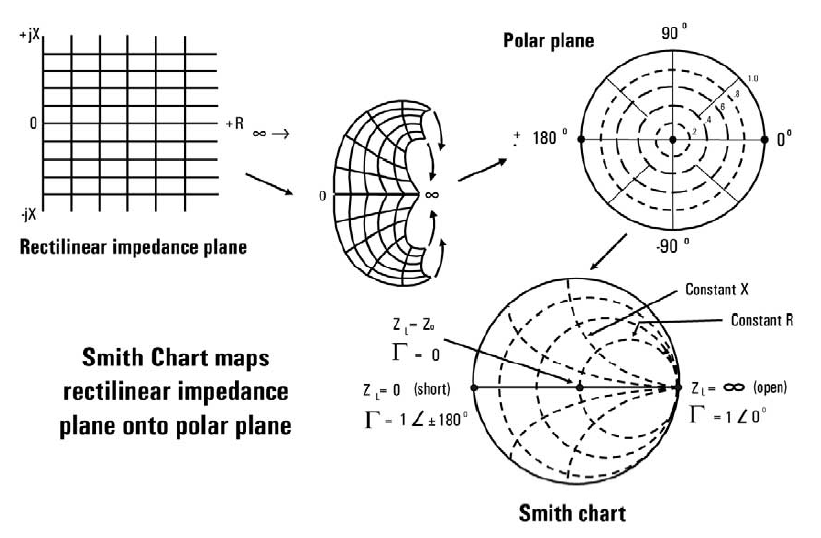 +jX
0
+R
∞ →
-jX
Rectilinear impedance plane
0
∞
Polar plane
90 °
1.0
.8
.6
.4
.2
± 180 °
0°
-90 °
Constant X
Constant R
Z L – Z o
Γ = 0
Z L = 0 (short)
Γ = 1 ∠ ± 180°
Z L = ∞ (open)
Γ = 1 ∠ 0°
Smith Chart maps
rectilinear impedance
plane onto polar plane
Smith chart